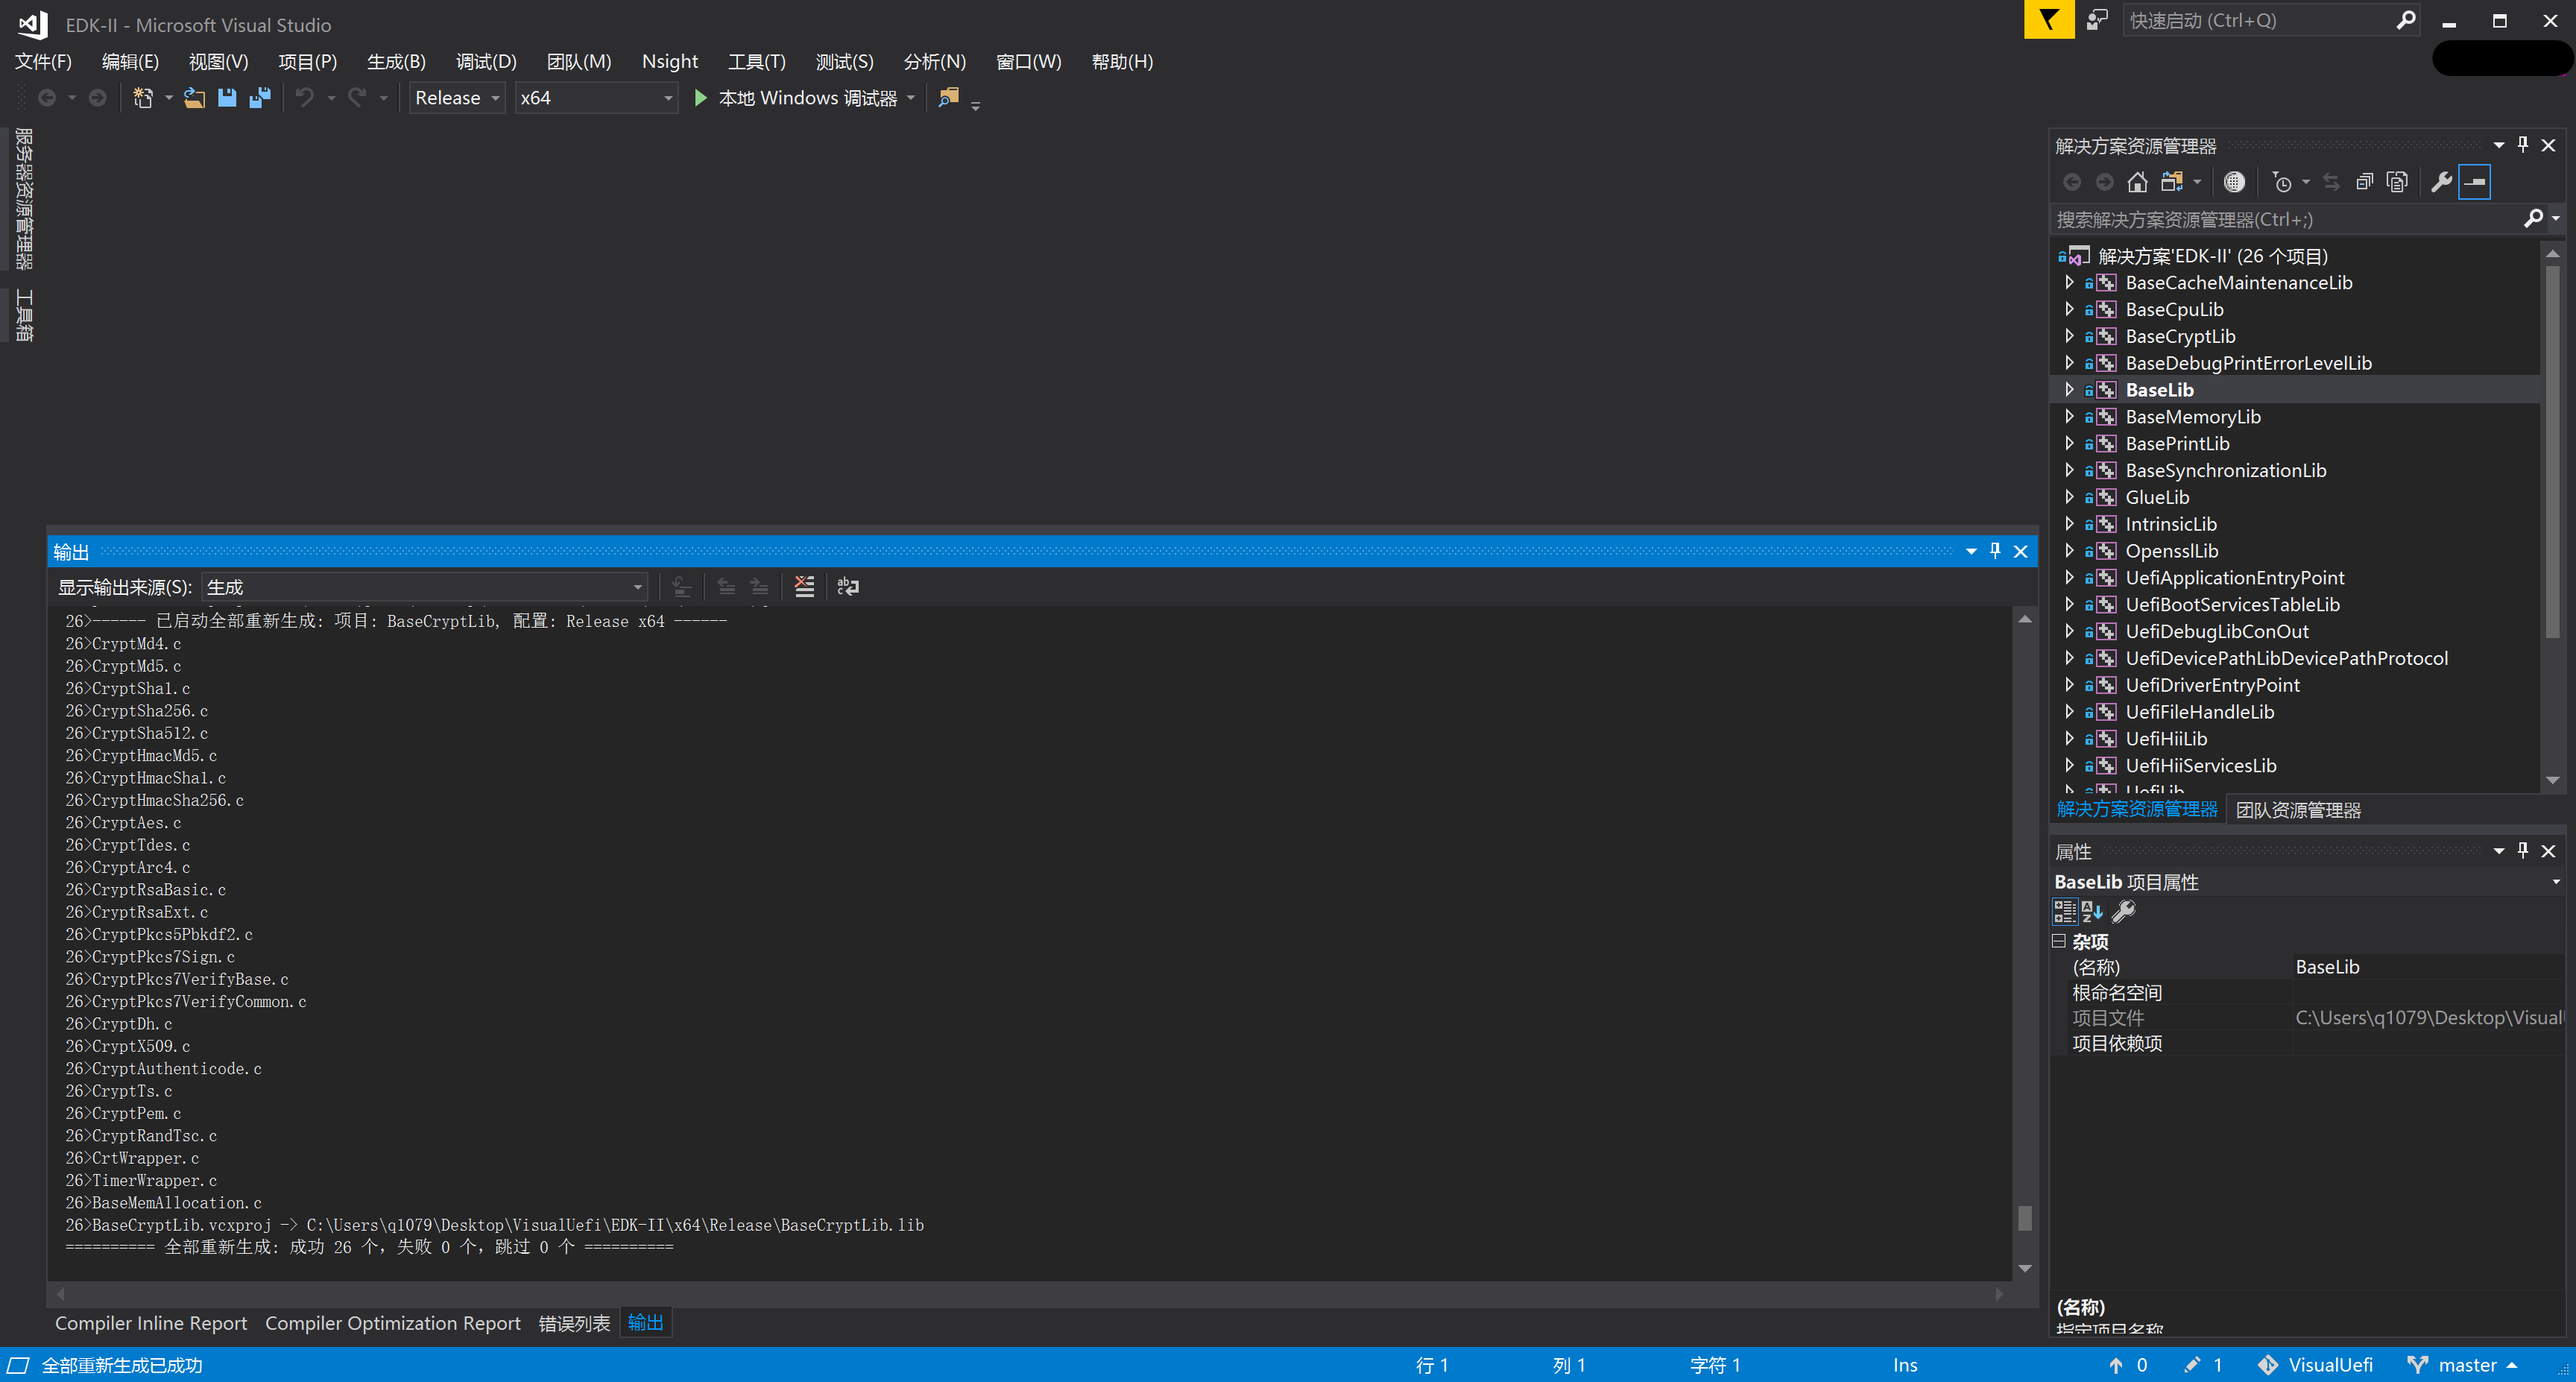 EDK-II - Microsoft Visual Studio
快速启动 (Ctrl+Q)
文件(F) 编辑(E) 视图(V) 项目(P) 生成(B) 调试(D) 团队(M) Nsight 工具(T) 测试(S) 分析(N) 窗口(W) 帮助(H)
Release x64 本地 Windows 调试器
服务器资源管理器
工具箱
输出
显示输出来源(S): 生成
26>------ 已启动全部重新生成: 项目: BaseCryptLib, 配置: Release x64 ------
26>CryptMd4.c
26>CryptMd5.c
26>CryptSha1.c
26>CryptSha256.c
26>CryptSha512.c
26>CryptHmacMd5.c
26>CryptHmacSha1.c
26>CryptHmacSha256.c
26>CryptAes.c
26>CryptTdes.c
26>CryptArc4.c
26>CryptRsaBasic.c
26>CryptRsaExt.c
26>CryptPkcs5Pbkdf2.c
26>CryptPkcs7Sign.c
26>CryptPkcs7VerifyBase.c
26>CryptPkcs7VerifyCommon.c
26>CryptDh.c
26>CryptX509.c
26>CryptAuthenticode.c
26>CryptTs.c
26>CryptPem.c
26>CryptRandTsc.c
26>CrtWrapper.c
26>TimerWrapper.c
26>BaseMemAllocation.c
26>BaseCryptLib.vcxproj -> C:\Users\q1079\Desktop\VisualUefi\EDK-II\x64\Release\BaseCryptLib.lib
========== 全部重新生成: 成功 26 个，失败 0 个，跳过 0 个 ==========
Compiler Inline Report Compiler Optimization Report 错误列表 输出
解决方案资源管理器
搜索解决方案资源管理器(Ctrl+;)
解决方案'EDK-II' (26 个项目)
BaseCacheMaintenanceLib
BaseCpuLib
BaseCryptLib
BaseDebugPrintErrorLevelLib
BaseLib
BaseMemoryLib
BasePrintLib
BaseSynchronizationLib
GlueLib
IntrinsicLib
OpensslLib
UefiApplicationEntryPoint
UefiBootServicesTableLib
UefiDebugLibConOut
UefiDevicePathLibDevicePathProtocol
UefiDriverEntryPoint
UefiFileHandleLib
UefiHiiLib
UefiHiiServicesLib
UefiLib
解决方案资源管理器 团队资源管理器
属性
BaseLib 项目属性
杂项
(名称) BaseLib
根命名空间
项目文件 C:\Users\q1079\Desktop\Visual
项目依赖项
(名称)
指定项目名称
全部重新生成已成功 行 1 列 1 字符 1 Ins 0 1 VisualUefi master